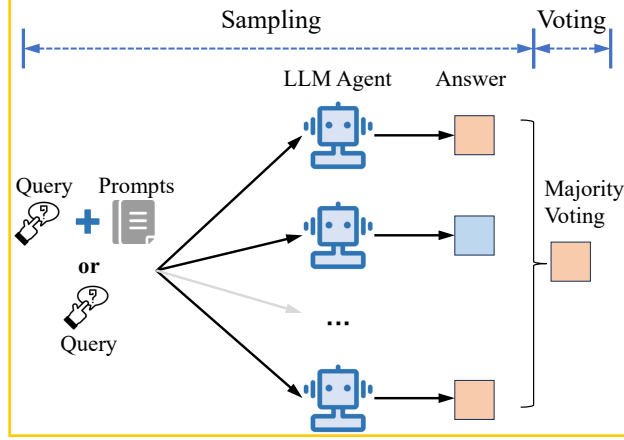 Sampling
Voting
LLM Agent
Answer
Query
Prompts
or
Query
...
Majority
Voting